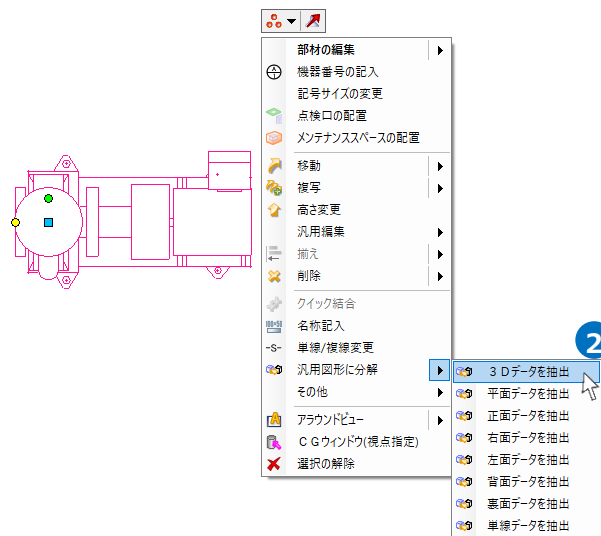 部材の編集
機器番号の記入
記号サイズの変更
点検口の配置
メンテナンススペースの配置
移動
複写
高さ変更
汎用編集
揃え
削除
クイック結合
名称記入
単線/複線変更
汎用図形に分解
その他
アラウンドビュー
ＣＧウィンドウ(視点指定)
選択の解除
2
３Ｄデータを抽出
平面データを抽出
正面データを抽出
右面データを抽出
左面データを抽出
背面データを抽出
裏面データを抽出
単線データを抽出
A
100×50
-S-
A